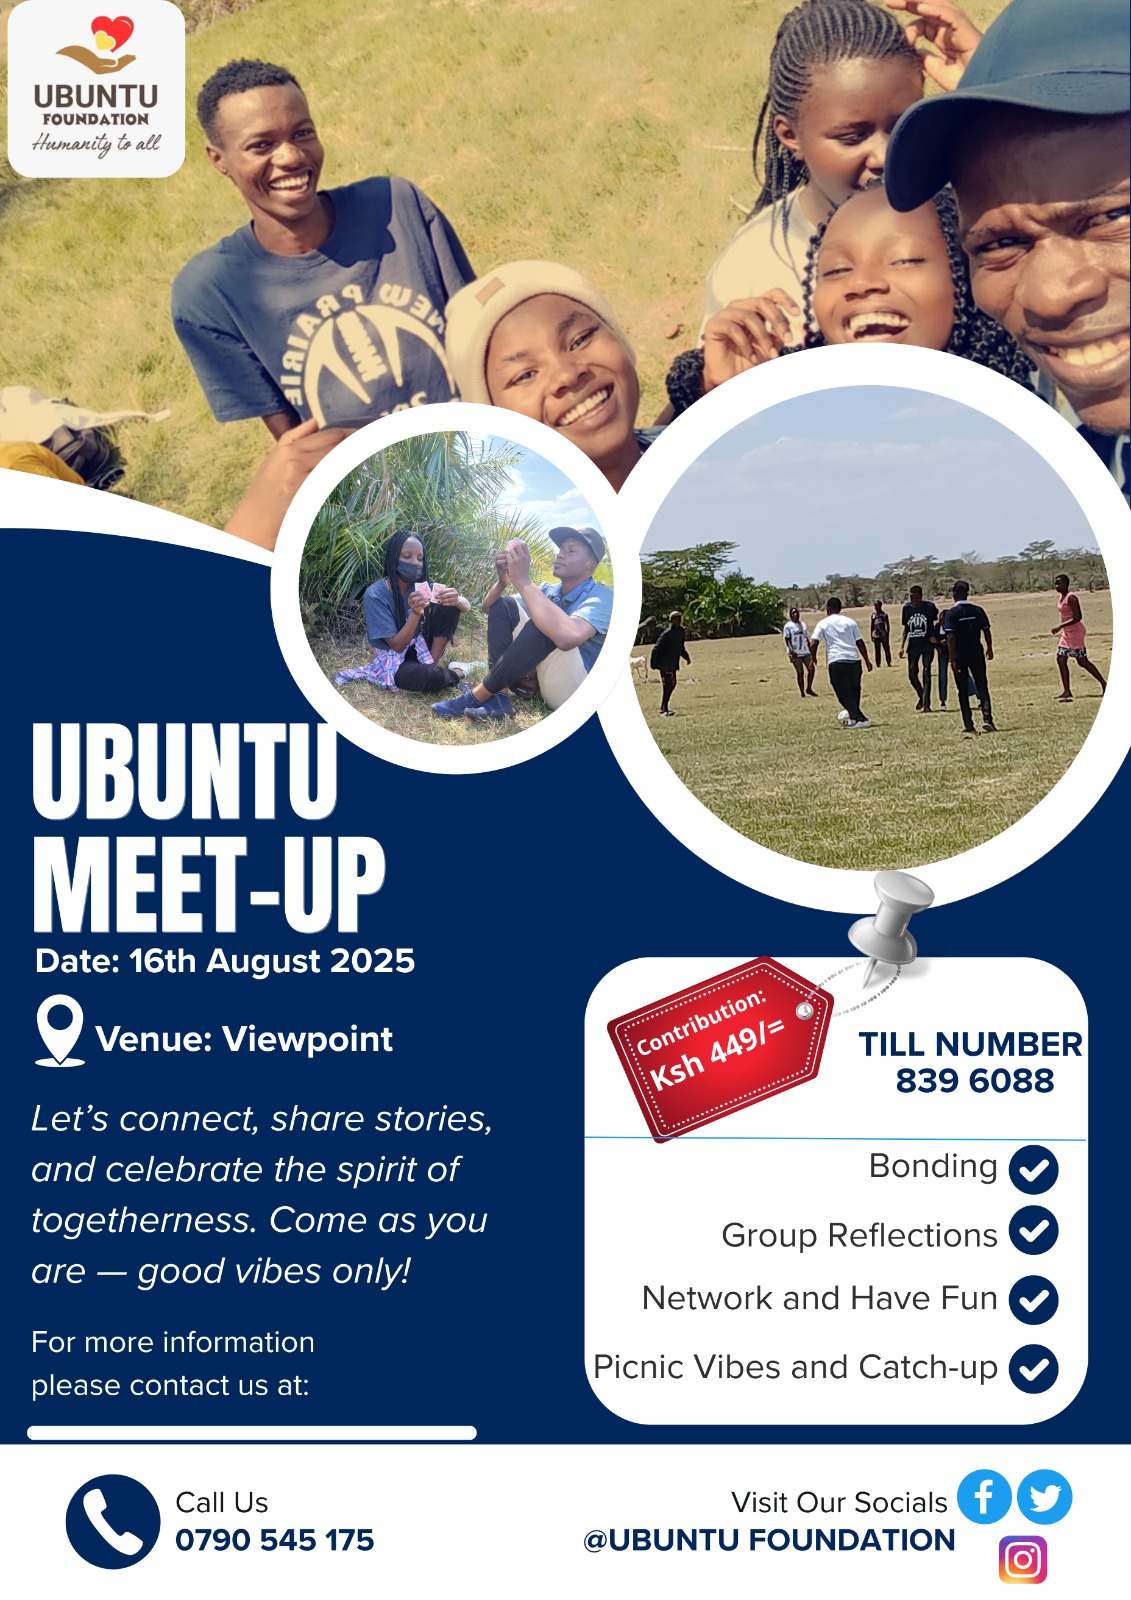 UBUNTU
FOUNDATION
Humanity to all
NEW PRAIRIE
UBUNTU
MEET-UP
Date: 16th August 2025
Venue: Viewpoint
Let's connect, share stories,
and celebrate the spirit of
togetherness. Come as you
are — good vibes only!
For more information
please contact us at:
Contribution:
Ksh 449/=
TILL NUMBER
839 6088
Bonding
Group Reflections
Network and Have Fun
Picnic Vibes and Catch-up
Call Us
0790 545 175
Visit Our Socials
@UBUNTU FOUNDATION